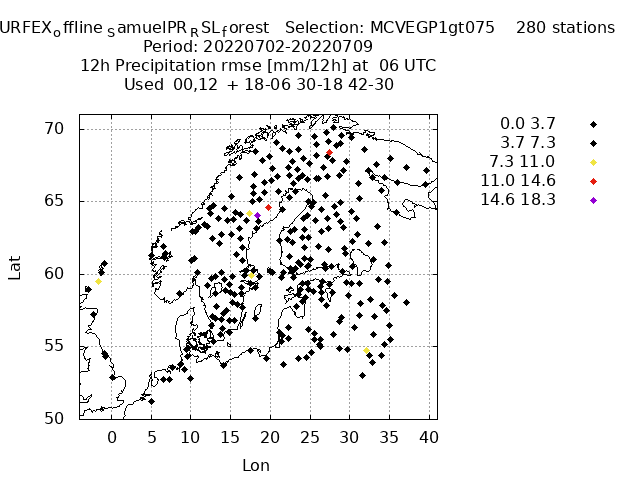 URFEXoffline SamuelPRRSLforest Selection: MCVEGP1gt075 280 stations
Period: 20220702-20220709
12h Precipitation rmse [mm/12h] at 06 UTC
Used 00,12 + 18-06 30-18 42-30
0.0 3.7
3.7 7.3
7.3 11.0
11.0 14.6
14.6 18.3
70
65
60
55
50
Lat
0 5 10 15 20 25 30 35 40
Lon